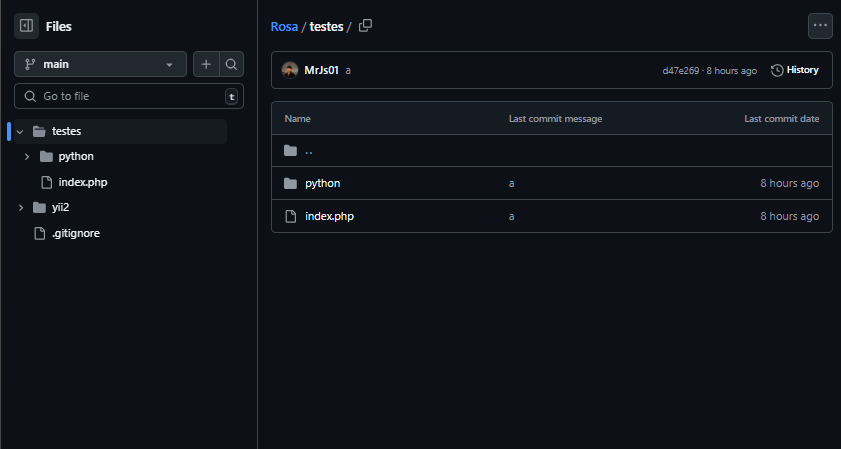 Files
main
Go to file
t
testes
python
index.php
yii2
.gitignore
Rosa / testes /
MrJs01 a
d47e269 · 8 hours ago History
Name Last commit message Last commit date
..
python a 8 hours ago
index.php a 8 hours ago